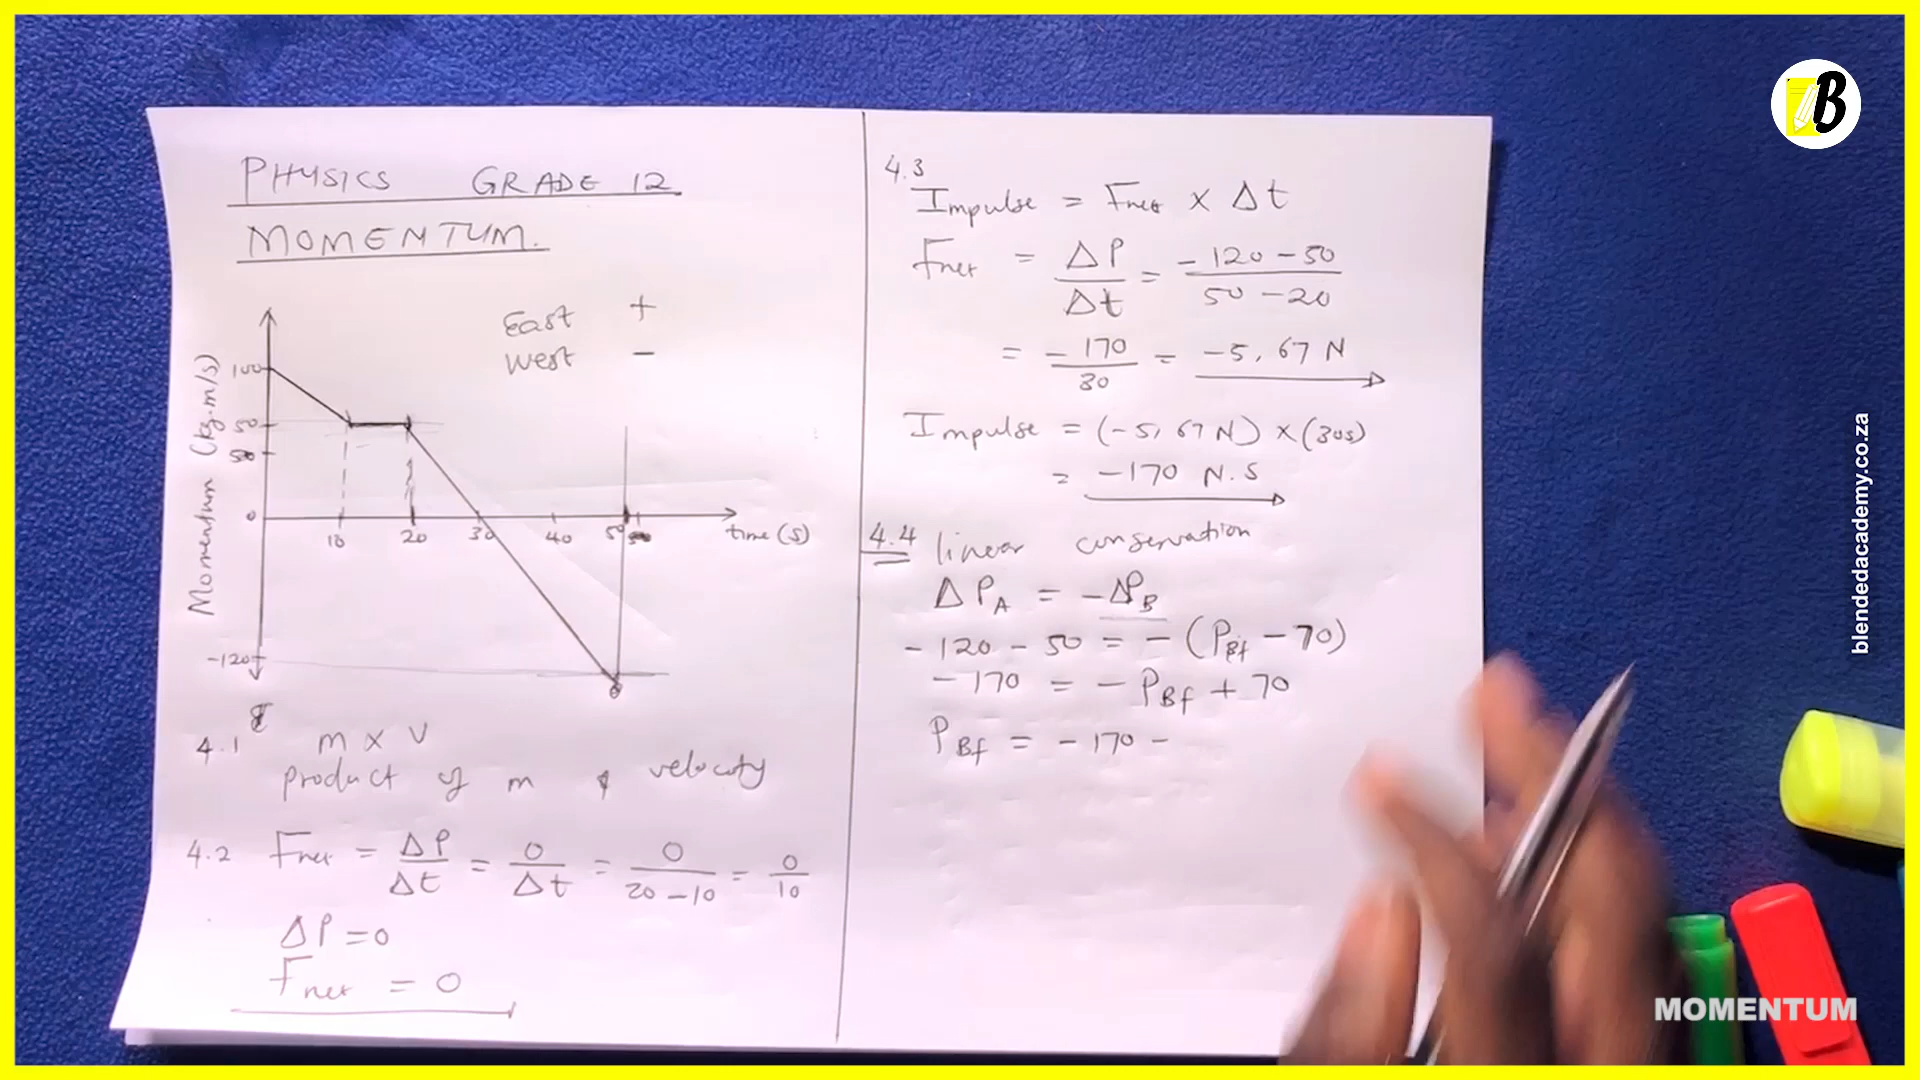 PHYSICS GRADE 12
MOMENTUM.
East +
West -
Momentum (kg.m/s)
100
50
50
0
-120
10 20 30 40 50
time (s)
4.1 m x v
product of m & velocity
4.2 Fnet = ΔP/Δt = 0/Δt = 0/20-10 = 0/10
ΔP = 0
Fnet = 0
4.3
Impulse = Fnet x Δt
Fnet = ΔP/Δt = -120-50/50-20
= -170/30 = -5,67 N
Impulse = (-5,67N) x (30s)
= -170 N.S
4.4 linear conservation
ΔPA = -ΔPB
-120 - 50 = -(PBf - 70)
-170 = -PBf + 70
PBf = -170 -
B
blendedacademy.co.za
MOMENTUM